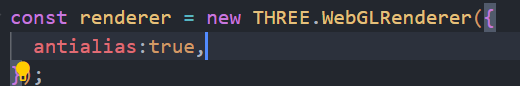 const renderer = new THREE.WebGLRenderer({
antialias:true,
});